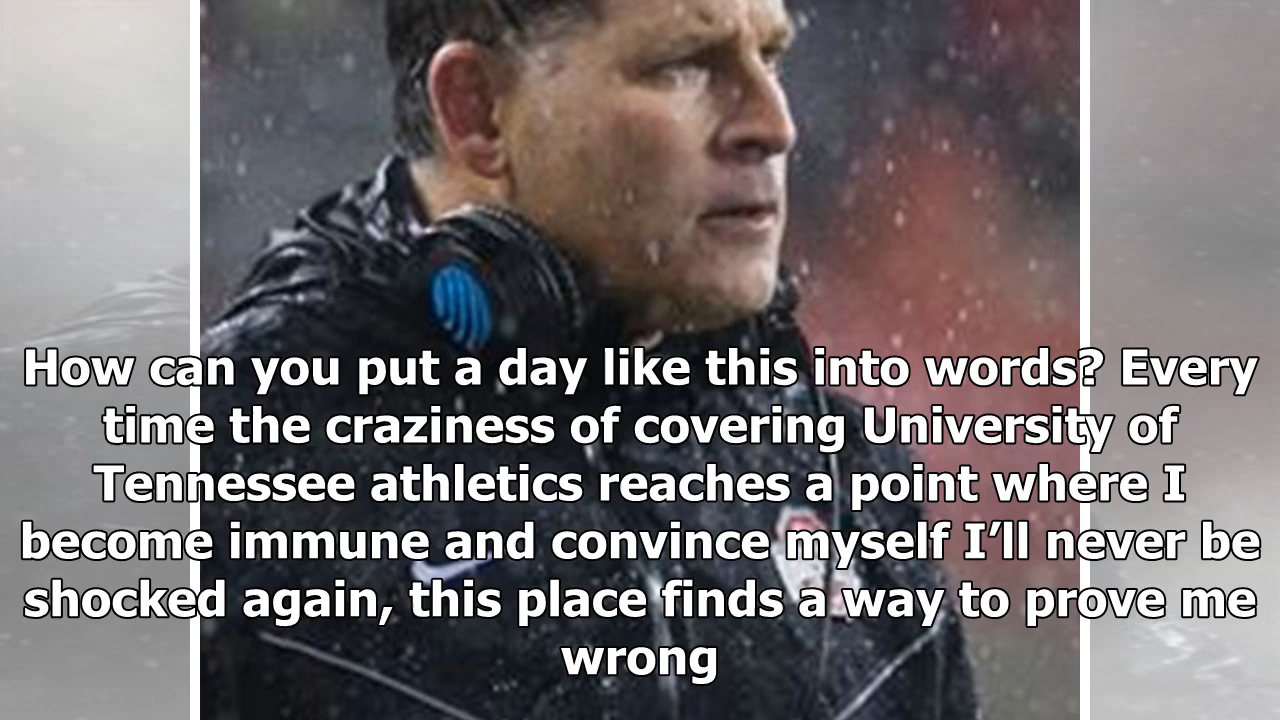 How can you put a day like this into words? Every
time the craziness of covering University of
Tennessee athletics reaches a point where I
become immune and convince myself I’ll never be
shocked again, this place finds a way to prove me
wrong